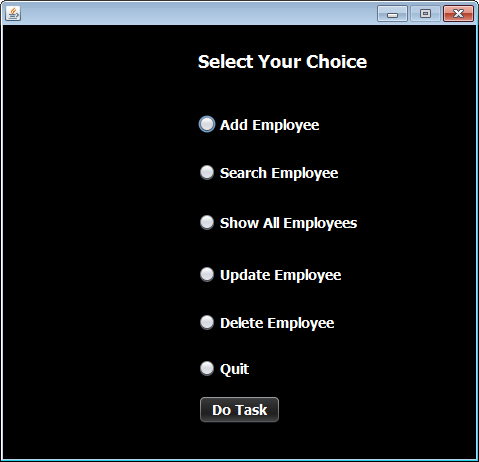 Select Your Choice
Add Employee
Search Employee
Show All Employees
Update Employee
Delete Employee
Quit
Do Task